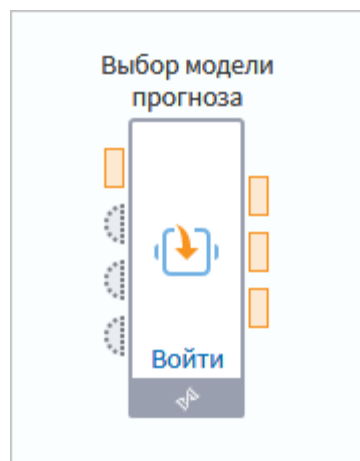 Выбор модели
прогноза
Войти